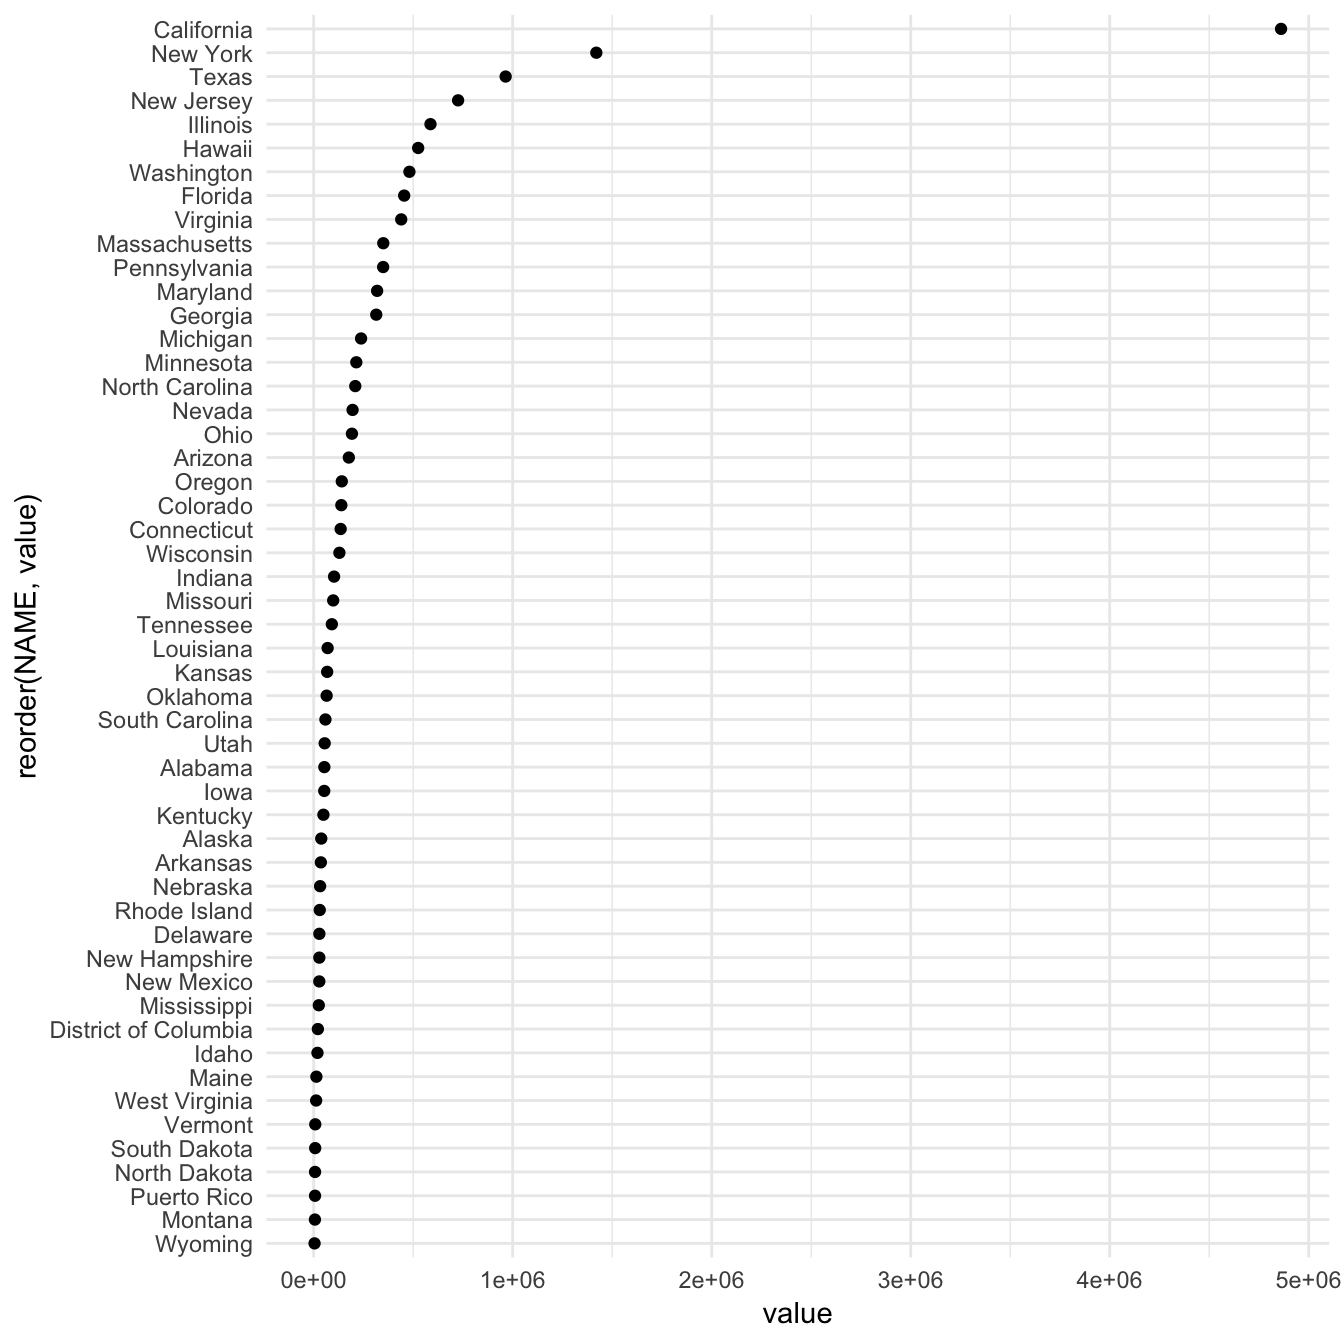 California
New York
Texas
New Jersey
Illinois
Hawaii
Washington
Florida
Virginia
Massachusetts
Pennsylvania
Maryland
Georgia
Michigan
Minnesota
North Carolina
Nevada
Ohio
Arizona
Oregon
Colorado
Connecticut
Wisconsin
Indiana
Missouri
Tennessee
Louisiana
Kansas
Oklahoma
South Carolina
Utah
Alabama
Iowa
Kentucky
Alaska
Arkansas
Nebraska
Rhode Island
Delaware
New Hampshire
New Mexico
Mississippi
District of Columbia
Idaho
Maine
West Virginia
Vermont
South Dakota
North Dakota
Puerto Rico
Montana
Wyoming
reorder(NAME, value)
0e+00 1e+06 2e+06 3e+06 4e+06 5e+06
value